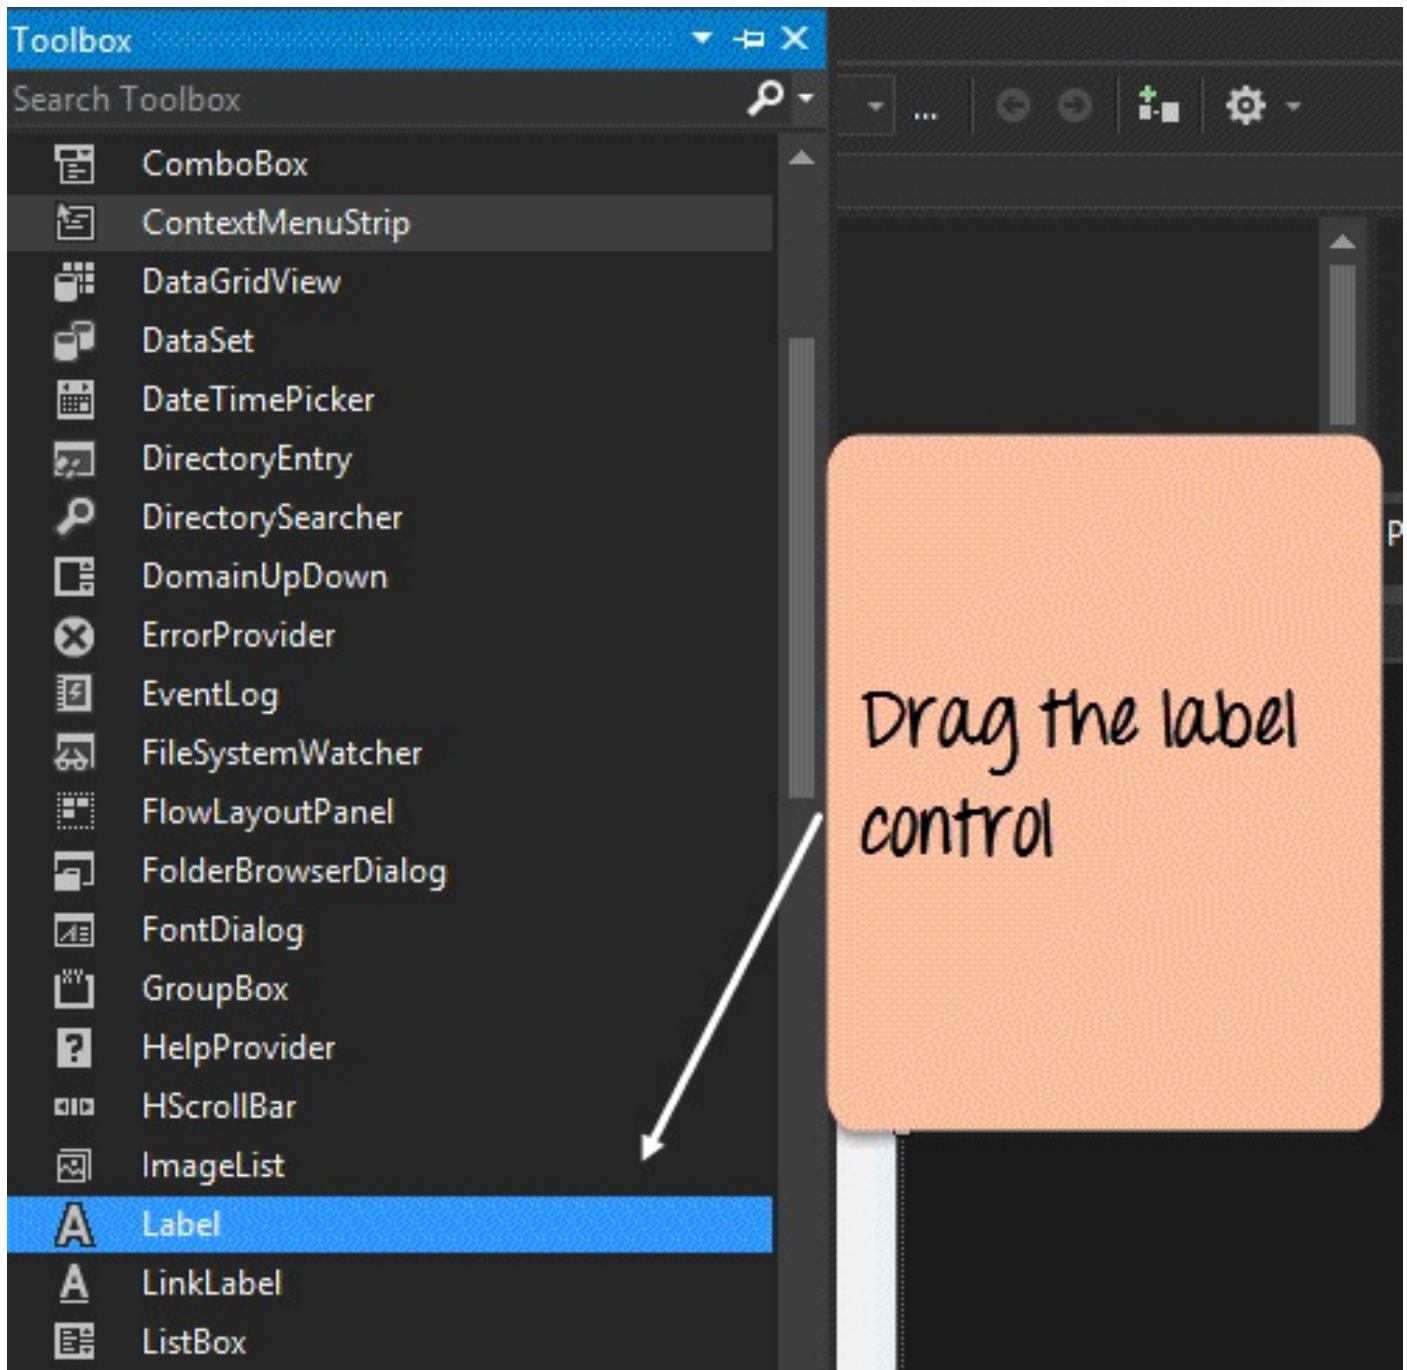 Toolbox
Search Toolbox
...
ComboBox
ContextMenuStrip
DataGridView
DataSet
DateTimePicker
DirectoryEntry
DirectorySearcher
DomainUpDown
ErrorProvider
EventLog
FileSystemWatcher
FlowLayoutPanel
FolderBrowserDialog
FontDialog
GroupBox
HelpProvider
HScrollBar
ImageList
Label
LinkLabel
ListBox
Drag the label
control